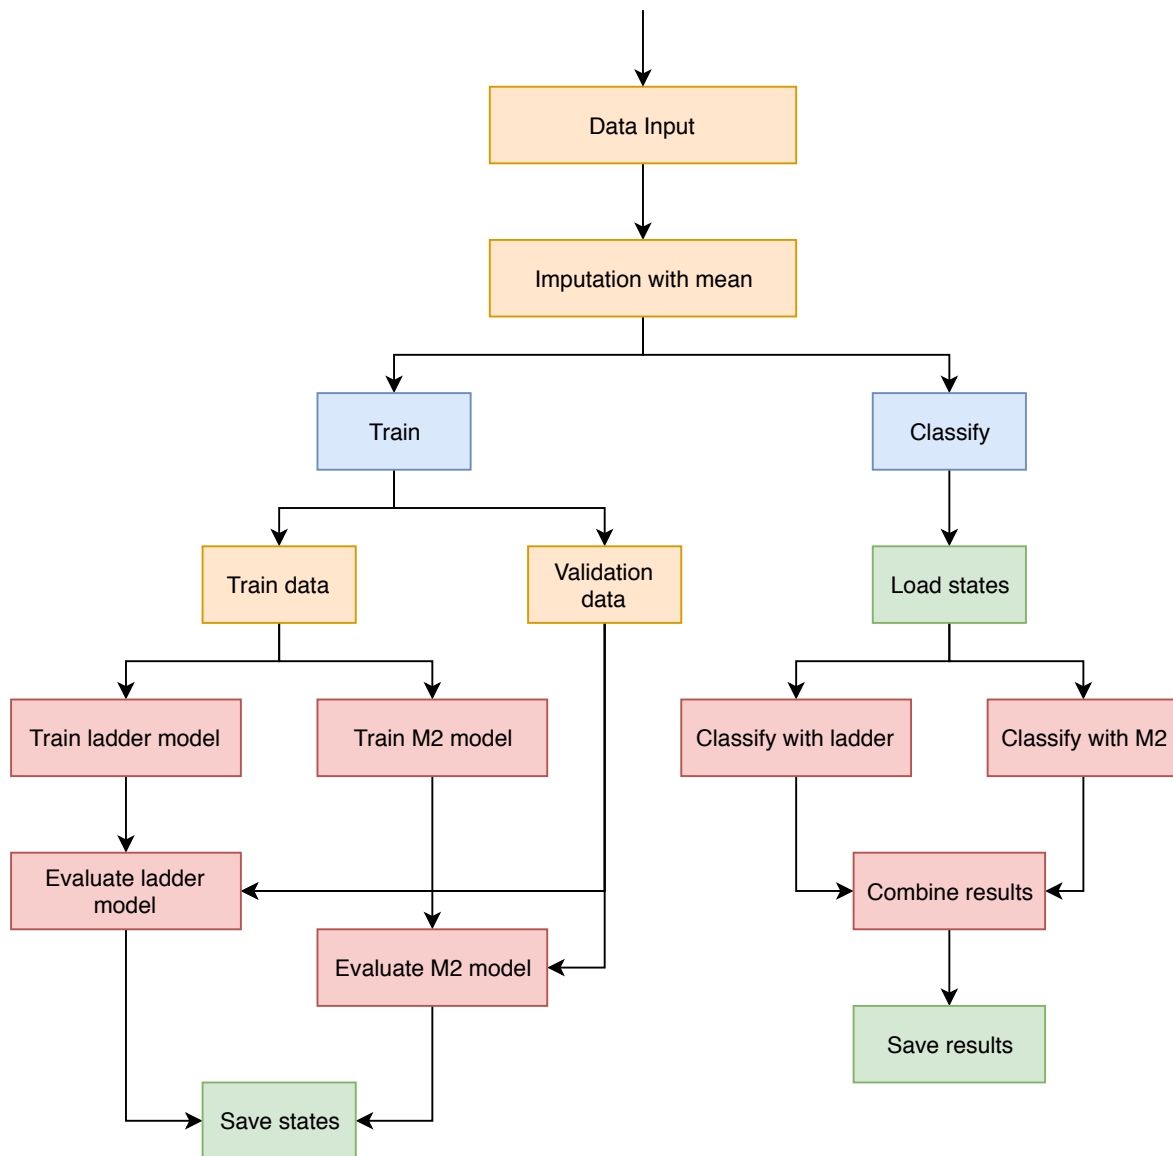 Data Input
Imputation with mean
Train
Classify
Train data
Validation
data
Load states
Train ladder model
Train M2 model
Classify with ladder
Classify with M2
Evaluate ladder
model
Combine results
Evaluate M2 model
Save results
Save states